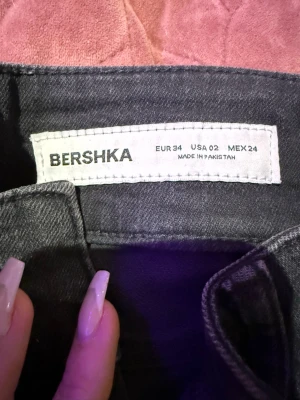 BERSHKA EUR 34 USA 02 MEX 24
MADE IN PAKISTAN